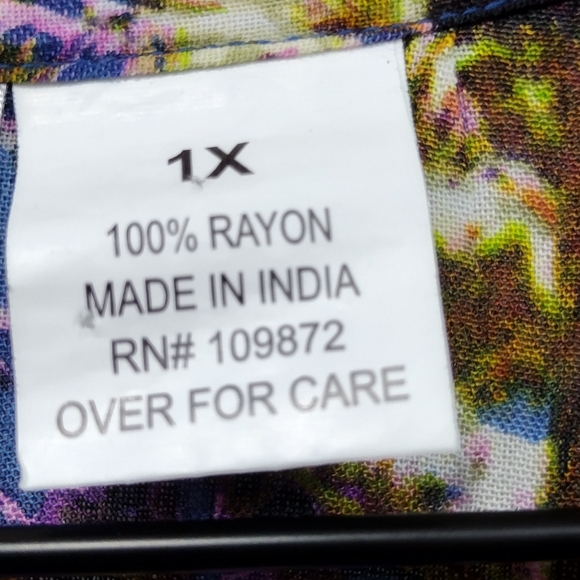 1X
100% RAYON
MADE IN INDIA
RN# 109872
OVER FOR CARE